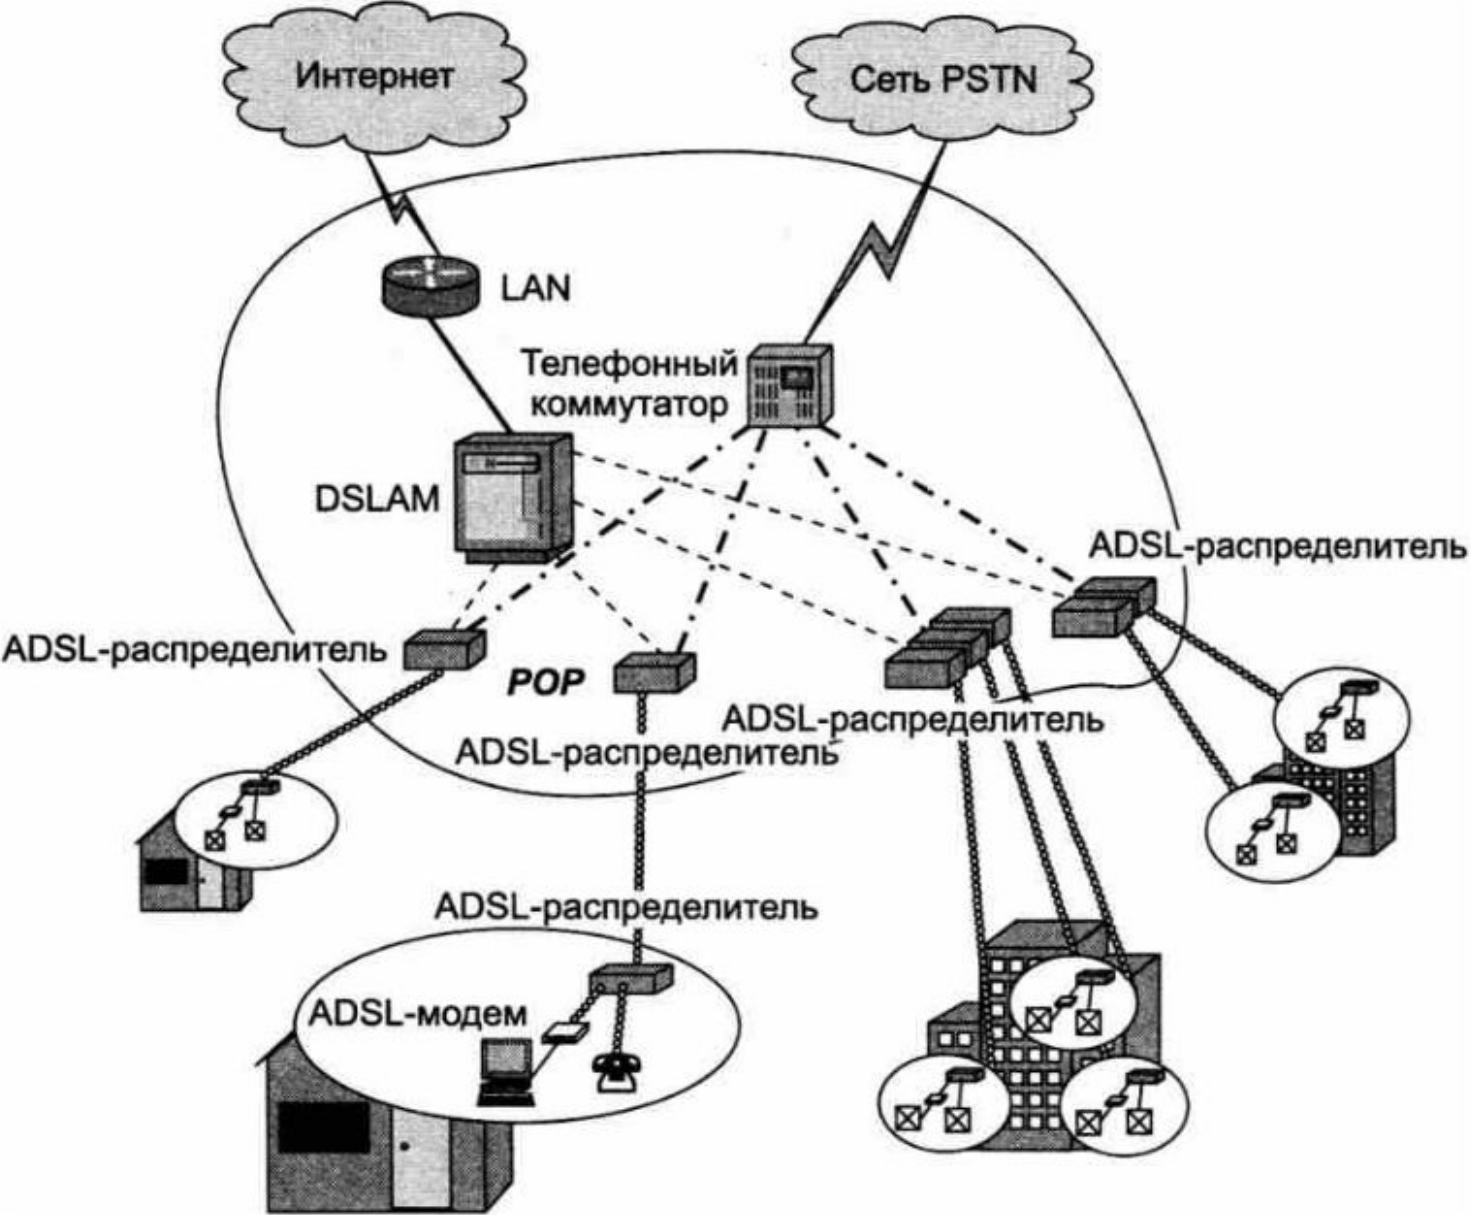 Интернет
Сеть PSTN
LAN
Телефонный
коммутатор
DSLAM
ADSL-распределитель
ADSL-распределитель
POP
ADSL-распределитель
ADSL-распределитель
ADSL-распределитель
ADSL-модем